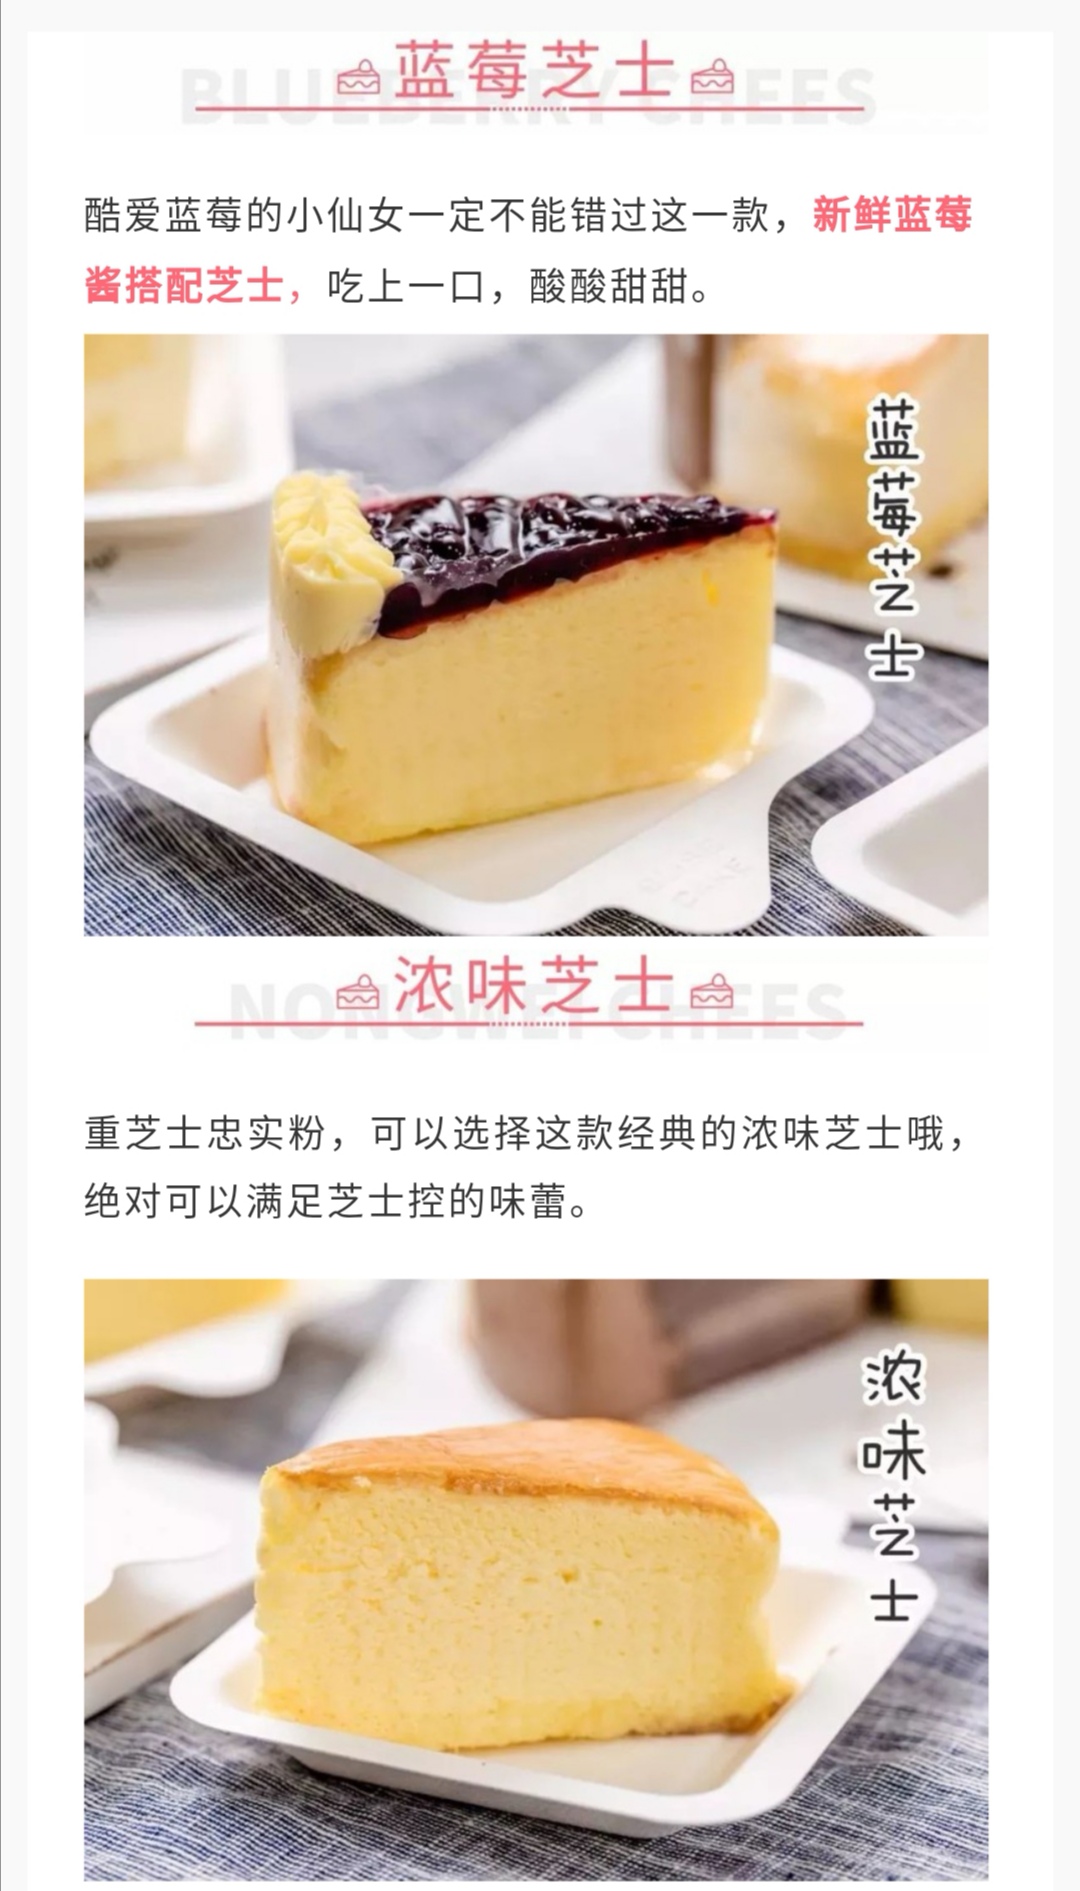 BLUEBERRY CHEES
蓝莓芝士
酷爱蓝莓的小仙女一定不能错过这一款，新鲜蓝莓
酱搭配芝士，吃上一口，酸酸甜甜。
蓝莓芝士
NONGWEI CHEES
浓味芝士
重芝士忠实粉，可以选择这款经典的浓味芝士哦，
绝对可以满足芝士控的味蕾。
浓味芝士